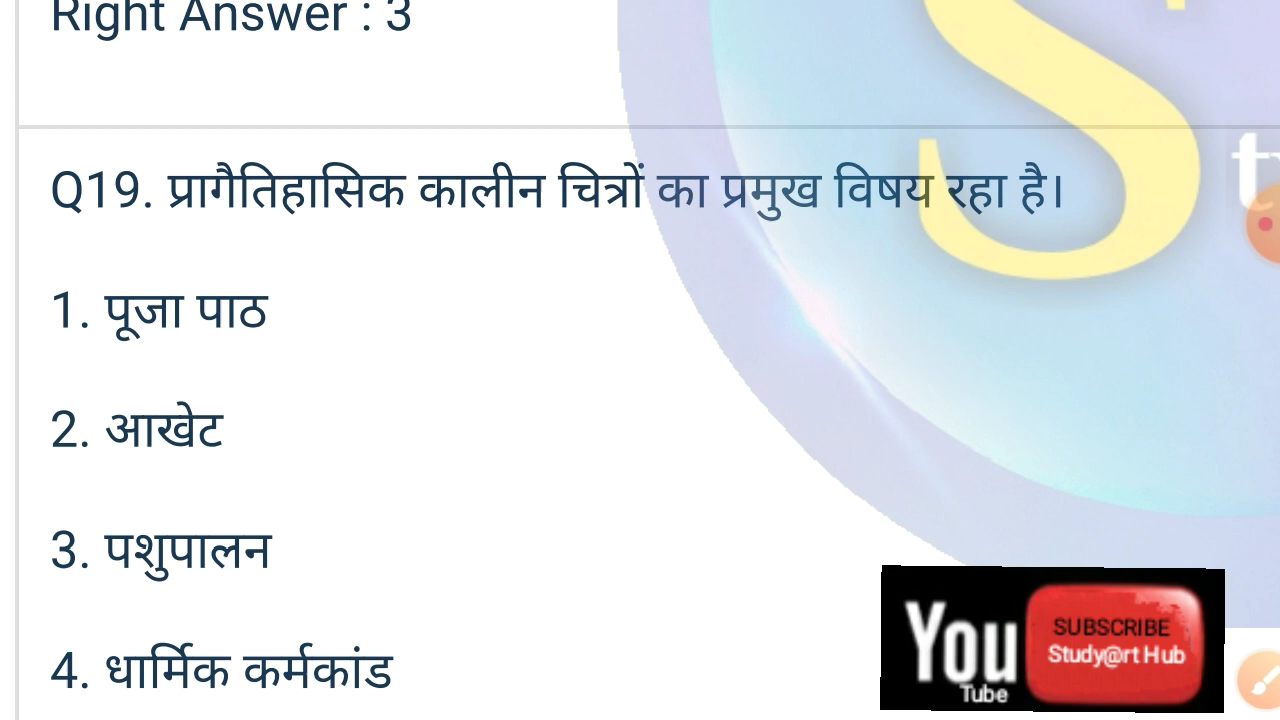 Right Answer : 3
Q19. प्रागैतिहासिक कालीन चित्रों का प्रमुख विषय रहा है।
1. पूजा पाठ
2. आखेट
3. पशुपालन
4. धार्मिक कर्मकांड
S
You
Tube
SUBSCRIBE
Study@rt Hub